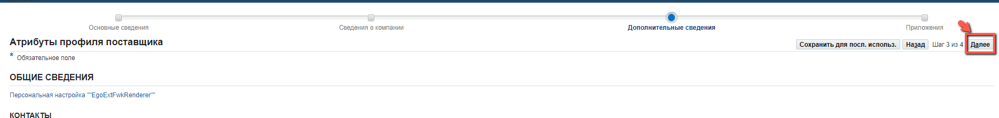 Основные сведения
Сведения о компании
Дополнительные сведения
Приложения
Атрибуты профиля поставщика
Сохранить для посл. использ. Назад Шаг 3 из 4 Далее
* Обязательное поле
ОБЩИЕ СВЕДЕНИЯ
Персональная настройка ""EgoExtFwkRenderer""
КОНТАКТЫ